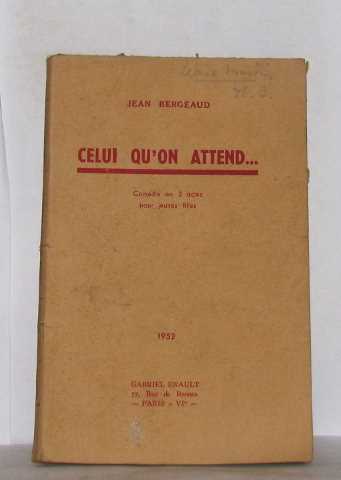 JEAN BERGEAUD
CELUI QU'ON ATTEND...
Comédie en 3 actes
pour jeunes filles
1952
GABRIEL ENAULT
77, Rue de Rennes
— PARIS - VIe —